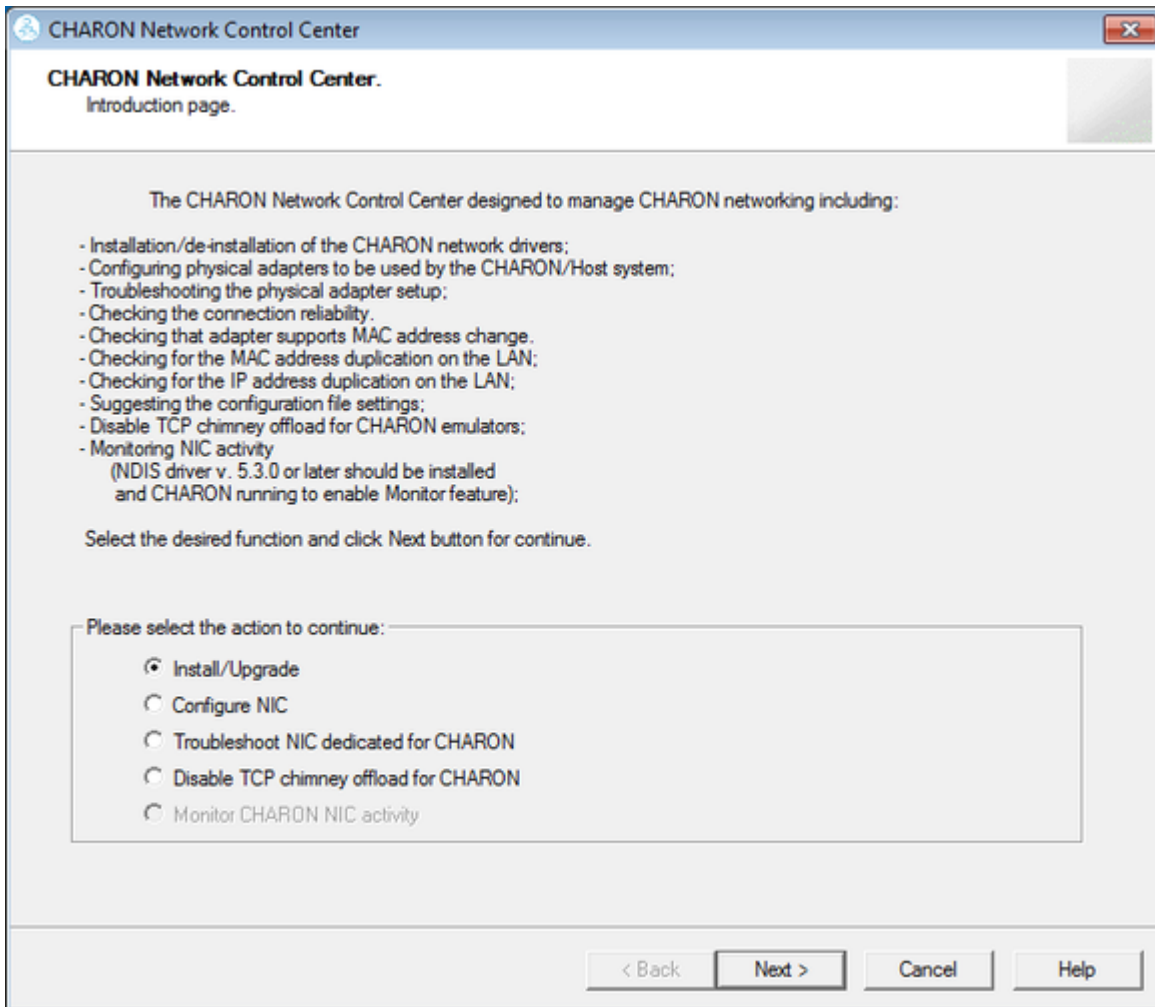 CHARON Network Control Center
CHARON Network Control Center.
Introduction page.
The CHARON Network Control Center designed to manage CHARON networking including:
- Installation/de-installation of the CHARON network drivers;
- Configuring physical adapters to be used by the CHARON/Host system;
- Troubleshooting the physical adapter setup;
- Checking the connection reliability.
- Checking that adapter supports MAC address change.
- Checking for the MAC address duplication on the LAN;
- Checking for the IP address duplication on the LAN;
- Suggesting the configuration file settings;
- Disable TCP chimney offload for CHARON emulators;
- Monitoring NIC activity
(NDIS driver v. 5.3.0 or later should be installed
and CHARON running to enable Monitor feature);
Select the desired function and click Next button for continue.
Please select the action to continue:
Install/Upgrade
Configure NIC
Troubleshoot NIC dedicated for CHARON
Disable TCP chimney offload for CHARON
Monitor CHARON NIC activity
< Back
Next >
Cancel
Help